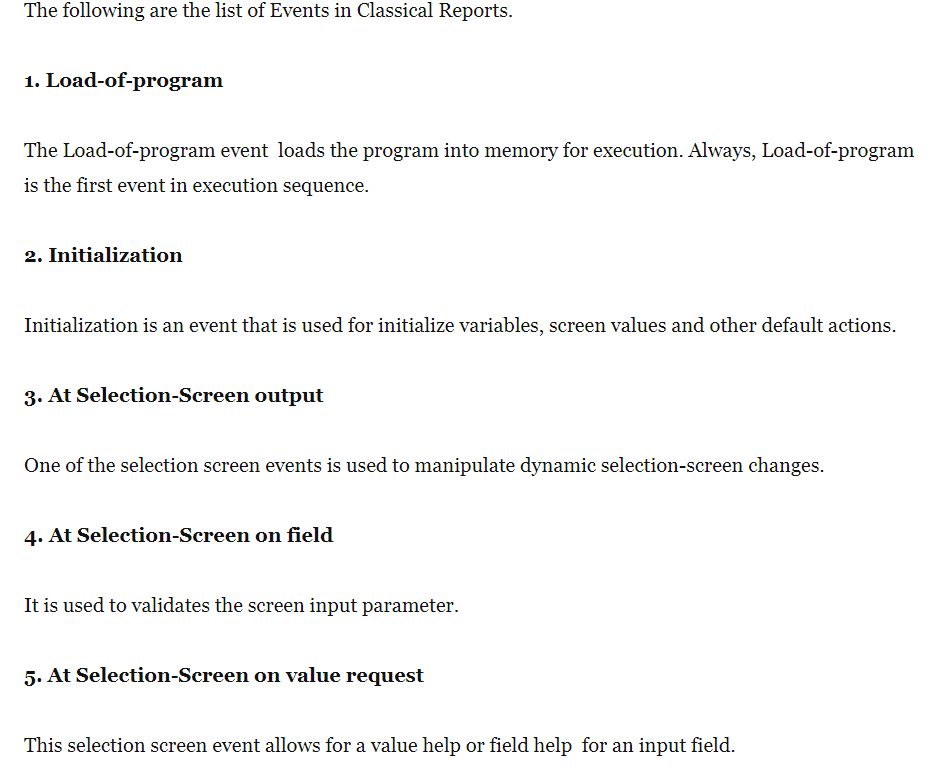 The following are the list of Events in Classical Reports.
1. Load-of-program
The Load-of-program event  loads the program into memory for execution. Always, Load-of-program
is the first event in execution sequence.
2. Initialization
Initialization is an event that is used for initialize variables, screen values and other default actions.
3. At Selection-Screen output
One of the selection screen events is used to manipulate dynamic selection-screen changes.
4. At Selection-Screen on field
It is used to validates the screen input parameter.
5. At Selection-Screen on value request
This selection screen event allows for a value help or field help  for an input field.